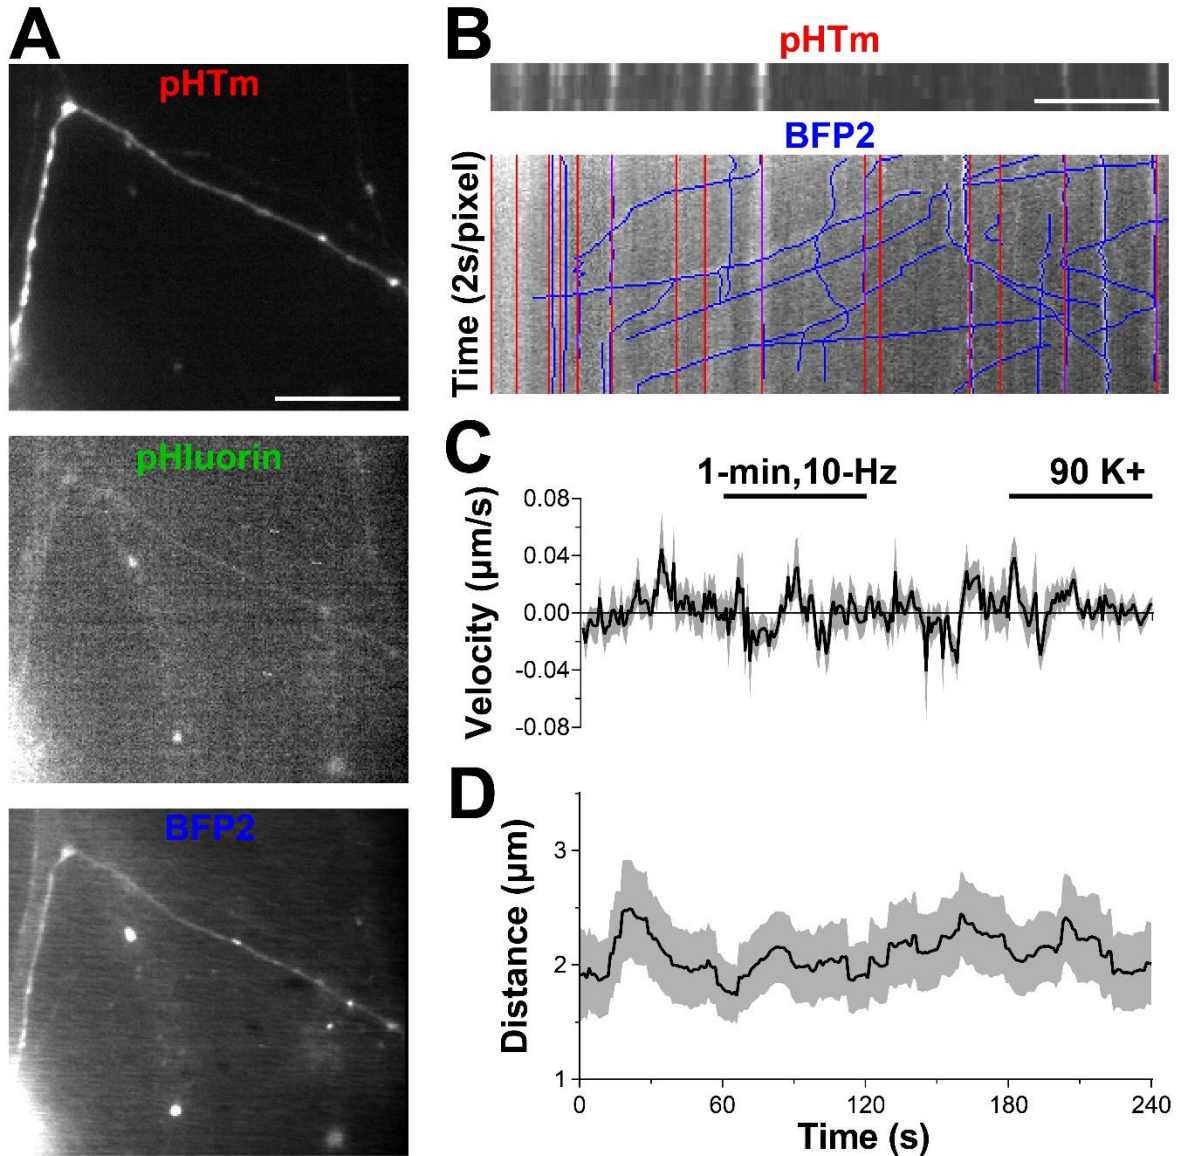 A
pHTm
pHluorin
BFP2
B
pHTm
BFP2
Time (2s/pixel)
C
1-min,10-Hz
90 K+
Velocity (µm/s)
0.08
0.04
0.00
-0.04
-0.08
D
Distance (µm)
3
2
1
0
60
120
180
240
Time (s)